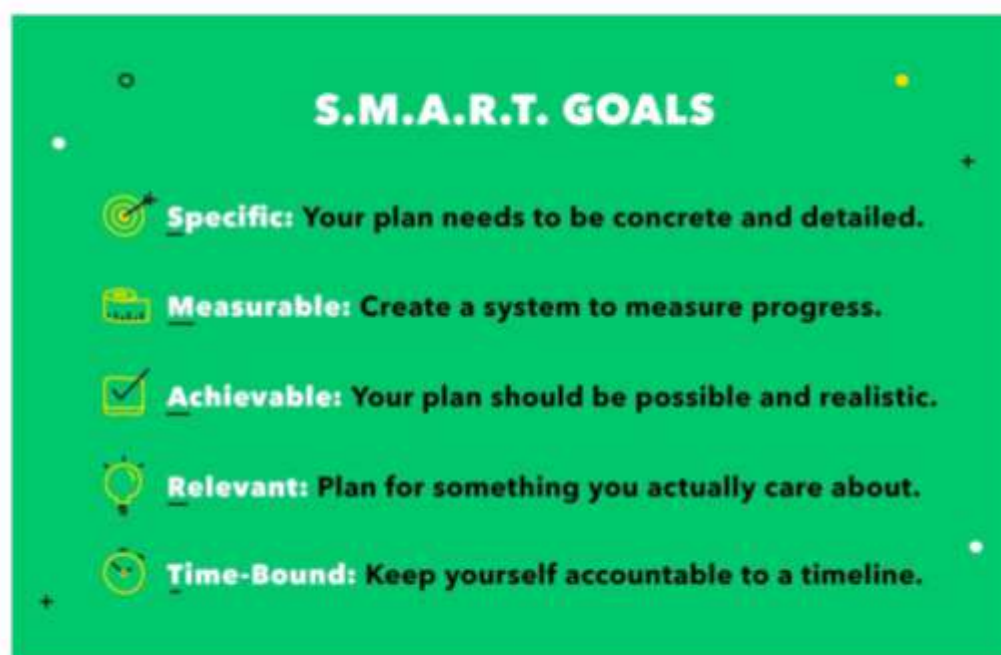 S.M.A.R.T. GOALS
Specific: Your plan needs to be concrete and detailed.
Measurable: Create a system to measure progress.
Achievable: Your plan should be possible and realistic.
Relevant: Plan for something you actually care about.
Time-Bound: Keep yourself accountable to a timeline.